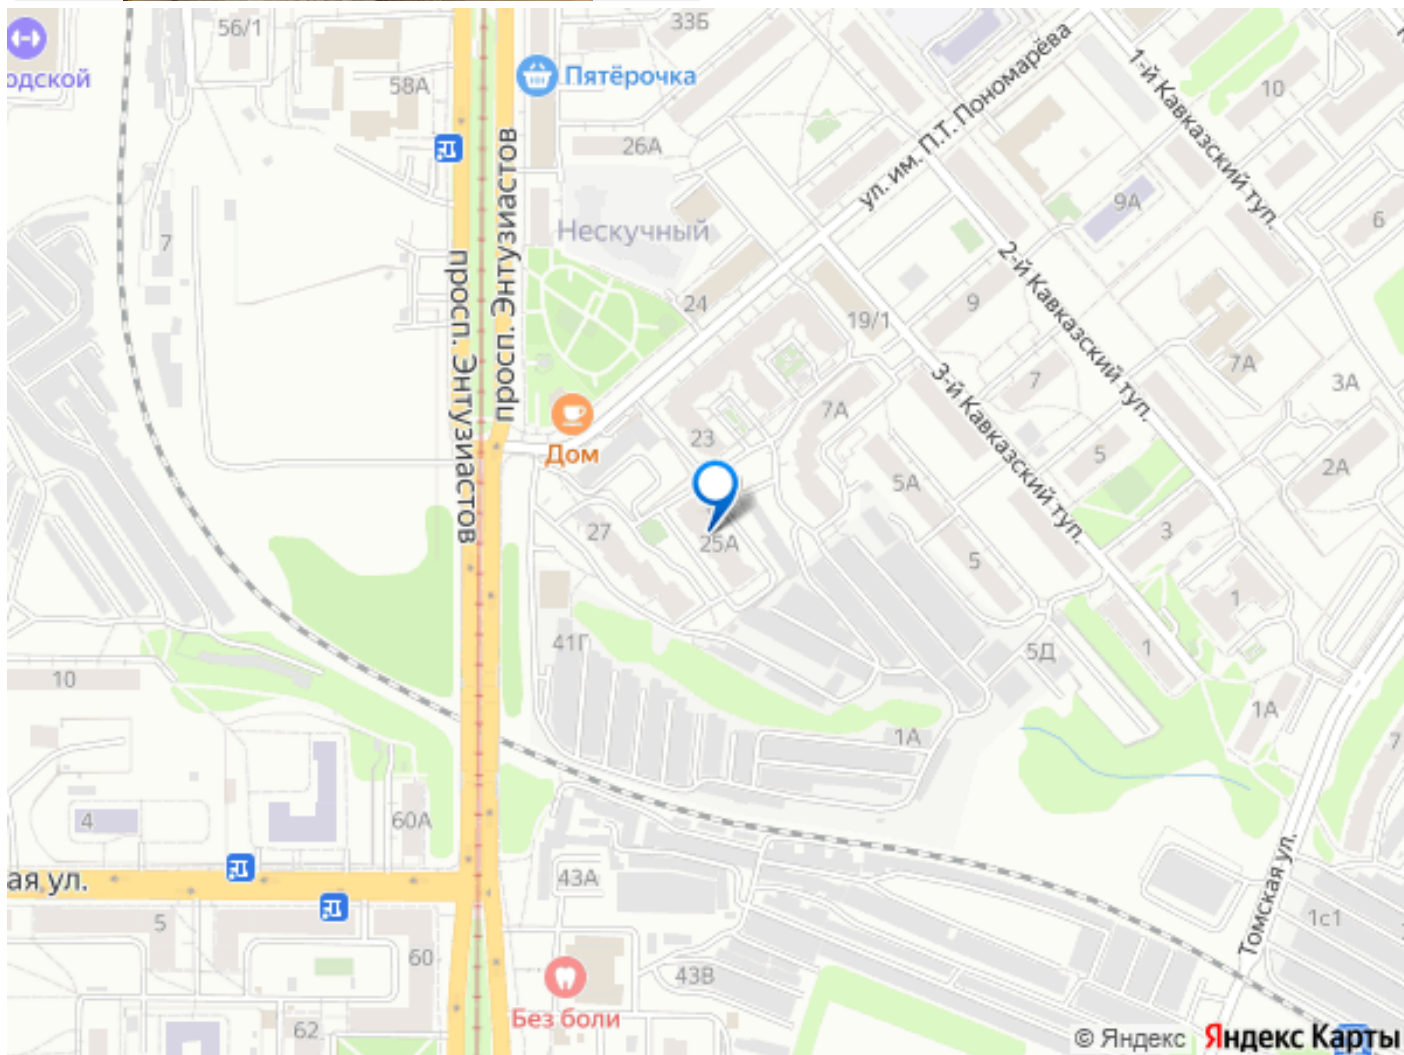 56/1
33Б
58А
Пятёрочка
одской
ул. им. П.Т. Пономарёва
1-й Кавказский туп.
10
26А
просп. Энтузиастов
Нескучный
9А
6
7
просп. Энтузиастов
2-й Кавказский туп.
24
19/1
9
7А
3А
3-й Кавказский туп.
7
7А
Дом
23
5А
5
2А
27
25А
3
5
41Г
5Д
1
1
10
1А
1А
7
4
60А
ая ул.
43А
Томская ул.
5
1с1
60
43В
Без боли
62
© Яндекс Яндекс Карты